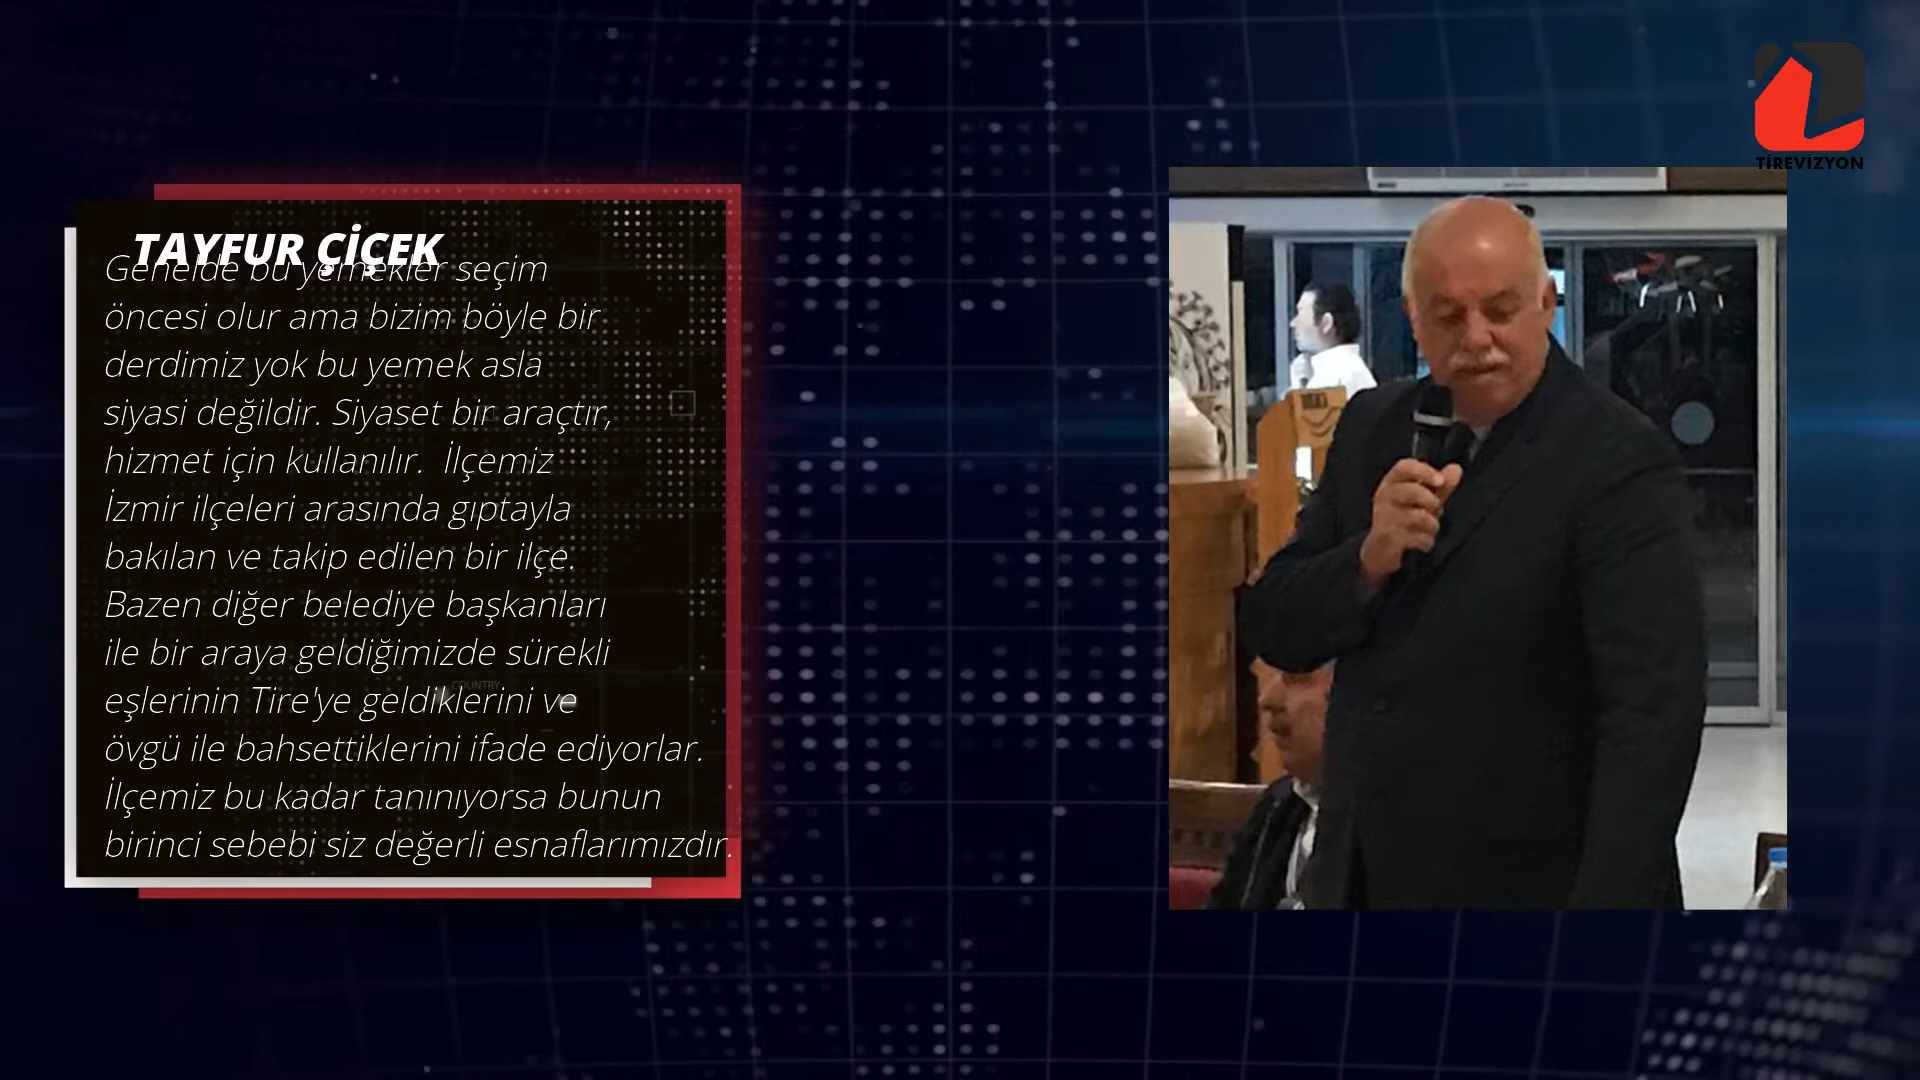 TİREVİZYON
TAYFUR ÇİÇEK
Genelde bu yemekler seçim
öncesi olur ama bizim böyle bir
derdimiz yok bu yemek asla
siyasi değildir. Siyaset bir araçtır,
hizmet için kullanılır.  İlçemiz
İzmir ilçeleri arasında gıptayla
bakılan ve takip edilen bir ilçe.
Bazen diğer belediye başkanları
ile bir araya geldiğimizde sürekli
eşlerinin Tire'ye geldiklerini ve
övgü ile bahsettiklerini ifade ediyorlar.
İlçemiz bu kadar tanınıyorsa bunun
birinci sebebi siz değerli esnaflarımızdır.
COUNTRY